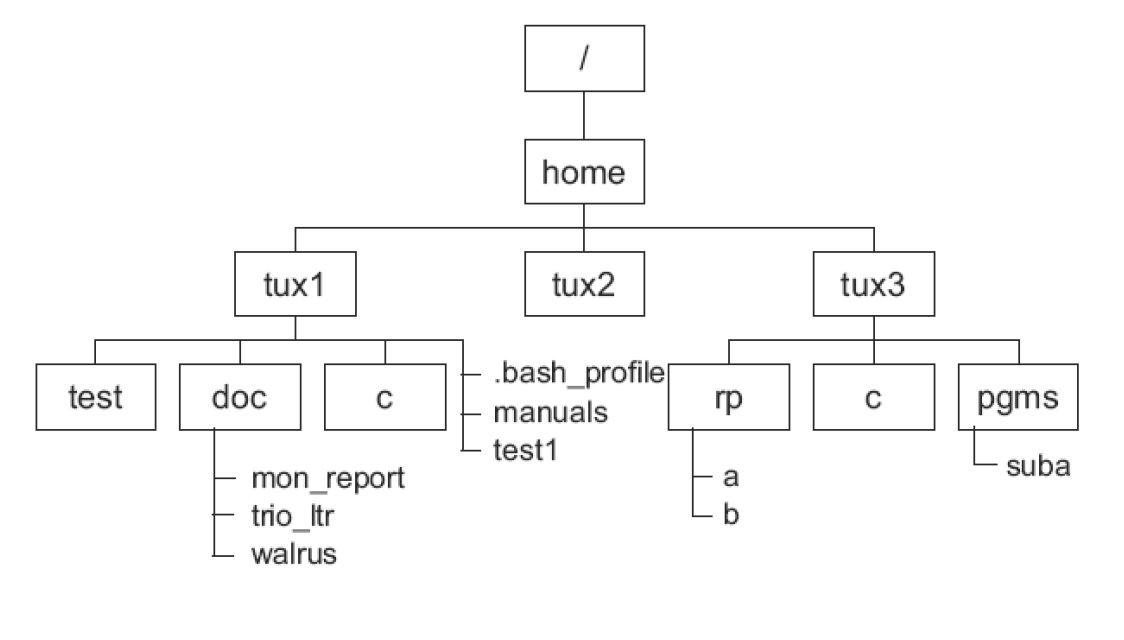 /
home
tux1
tux2
tux3
test
doc
c
.bash_profile
manuals
test1
rp
c
pgms
mon_report
trio_ltr
walrus
a
b
suba